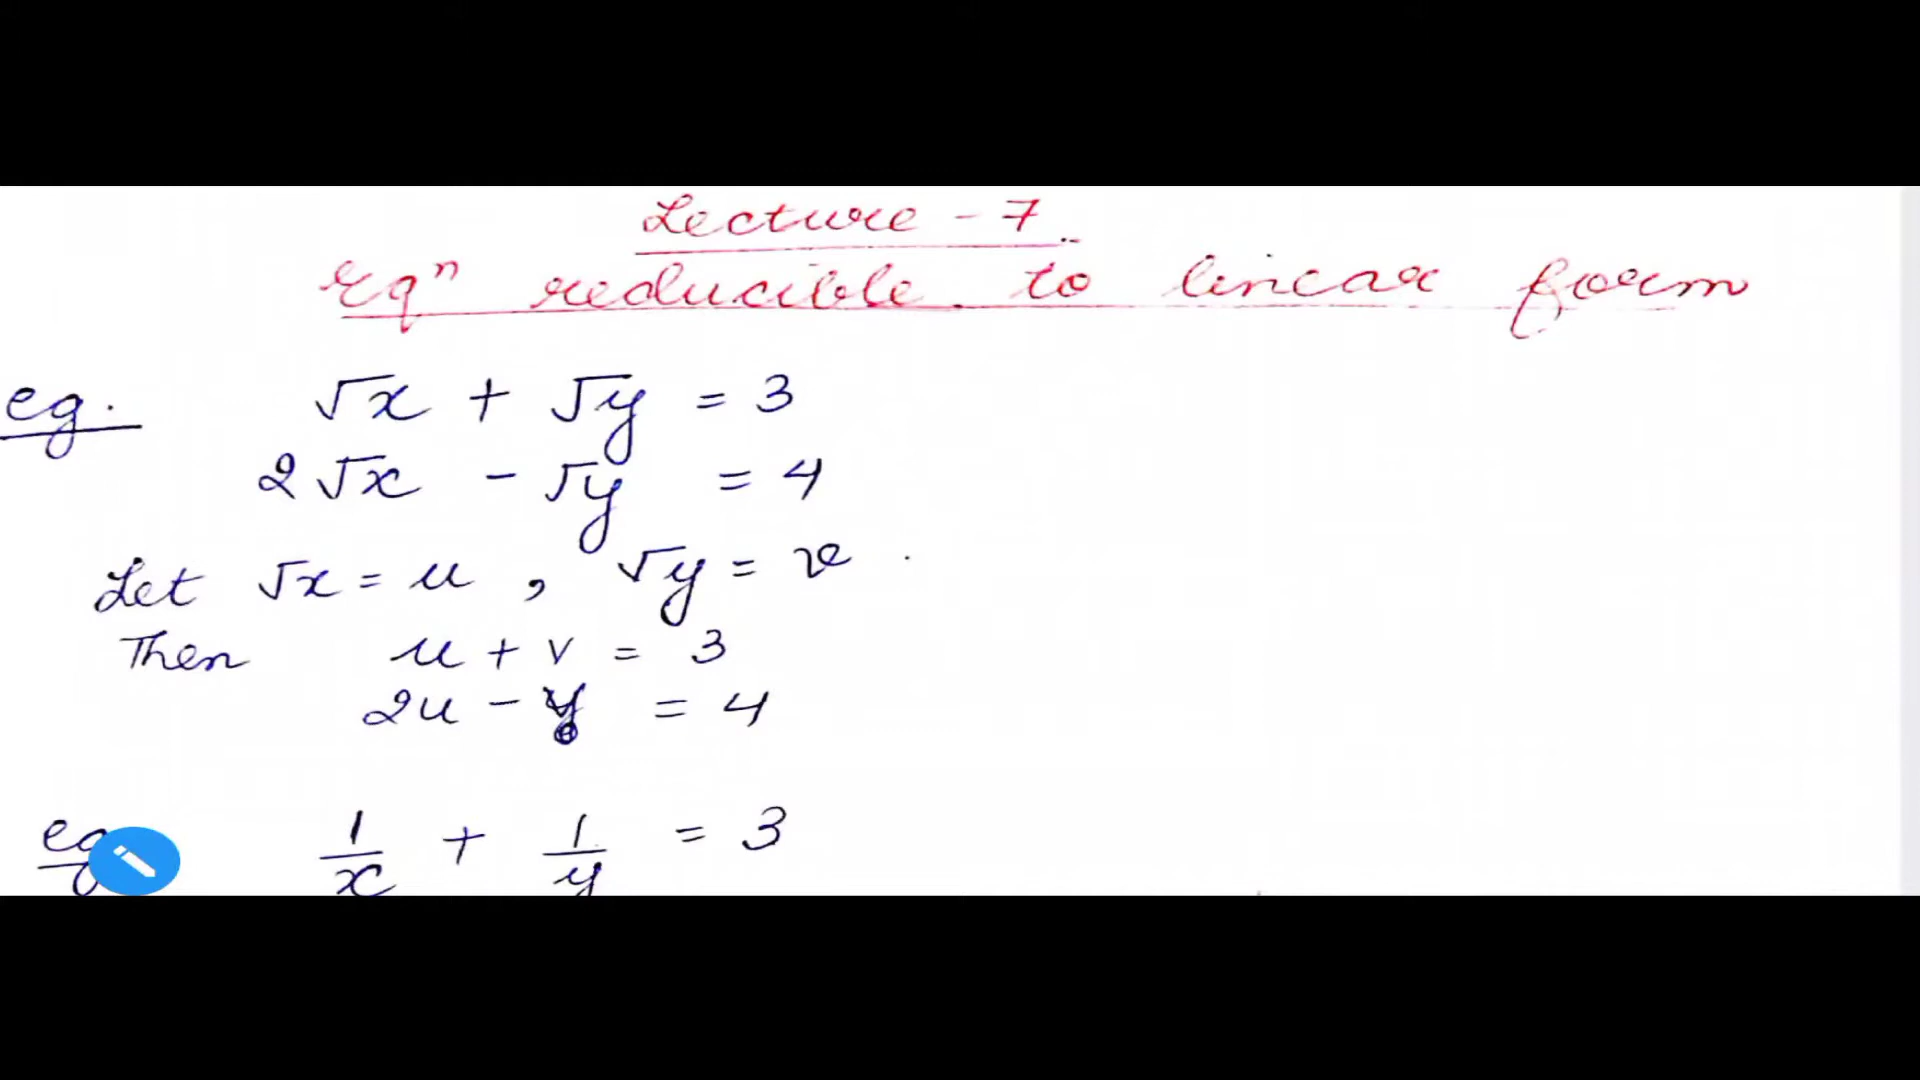 Lecture - 7
Eqⁿ reducible to linear form
eg. √x + √y = 3
2√x - √y = 4
Let √x = u , √y = v .
Then u + v = 3
2u - v = 4
eg 1/x + 1/y = 3